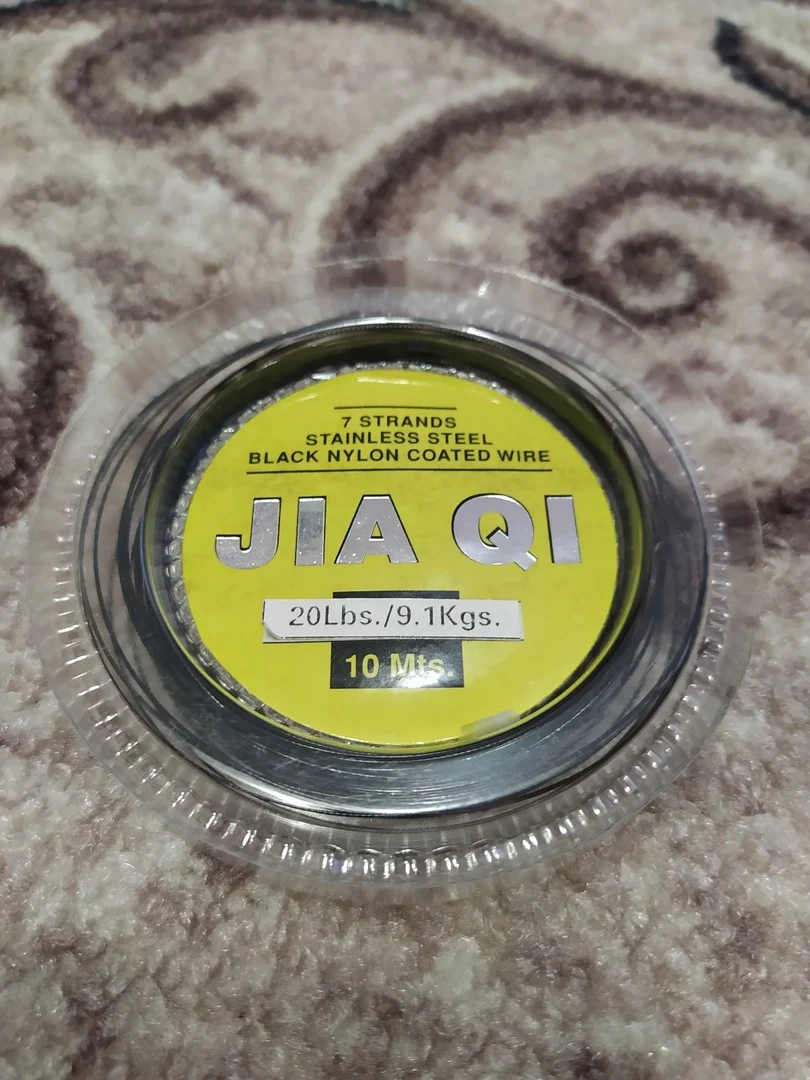 7 STRANDS
STAINLESS STEEL
BLACK NYLON COATED WIRE
JIA QI
20Lbs./9.1Kgs.
10 Mts.